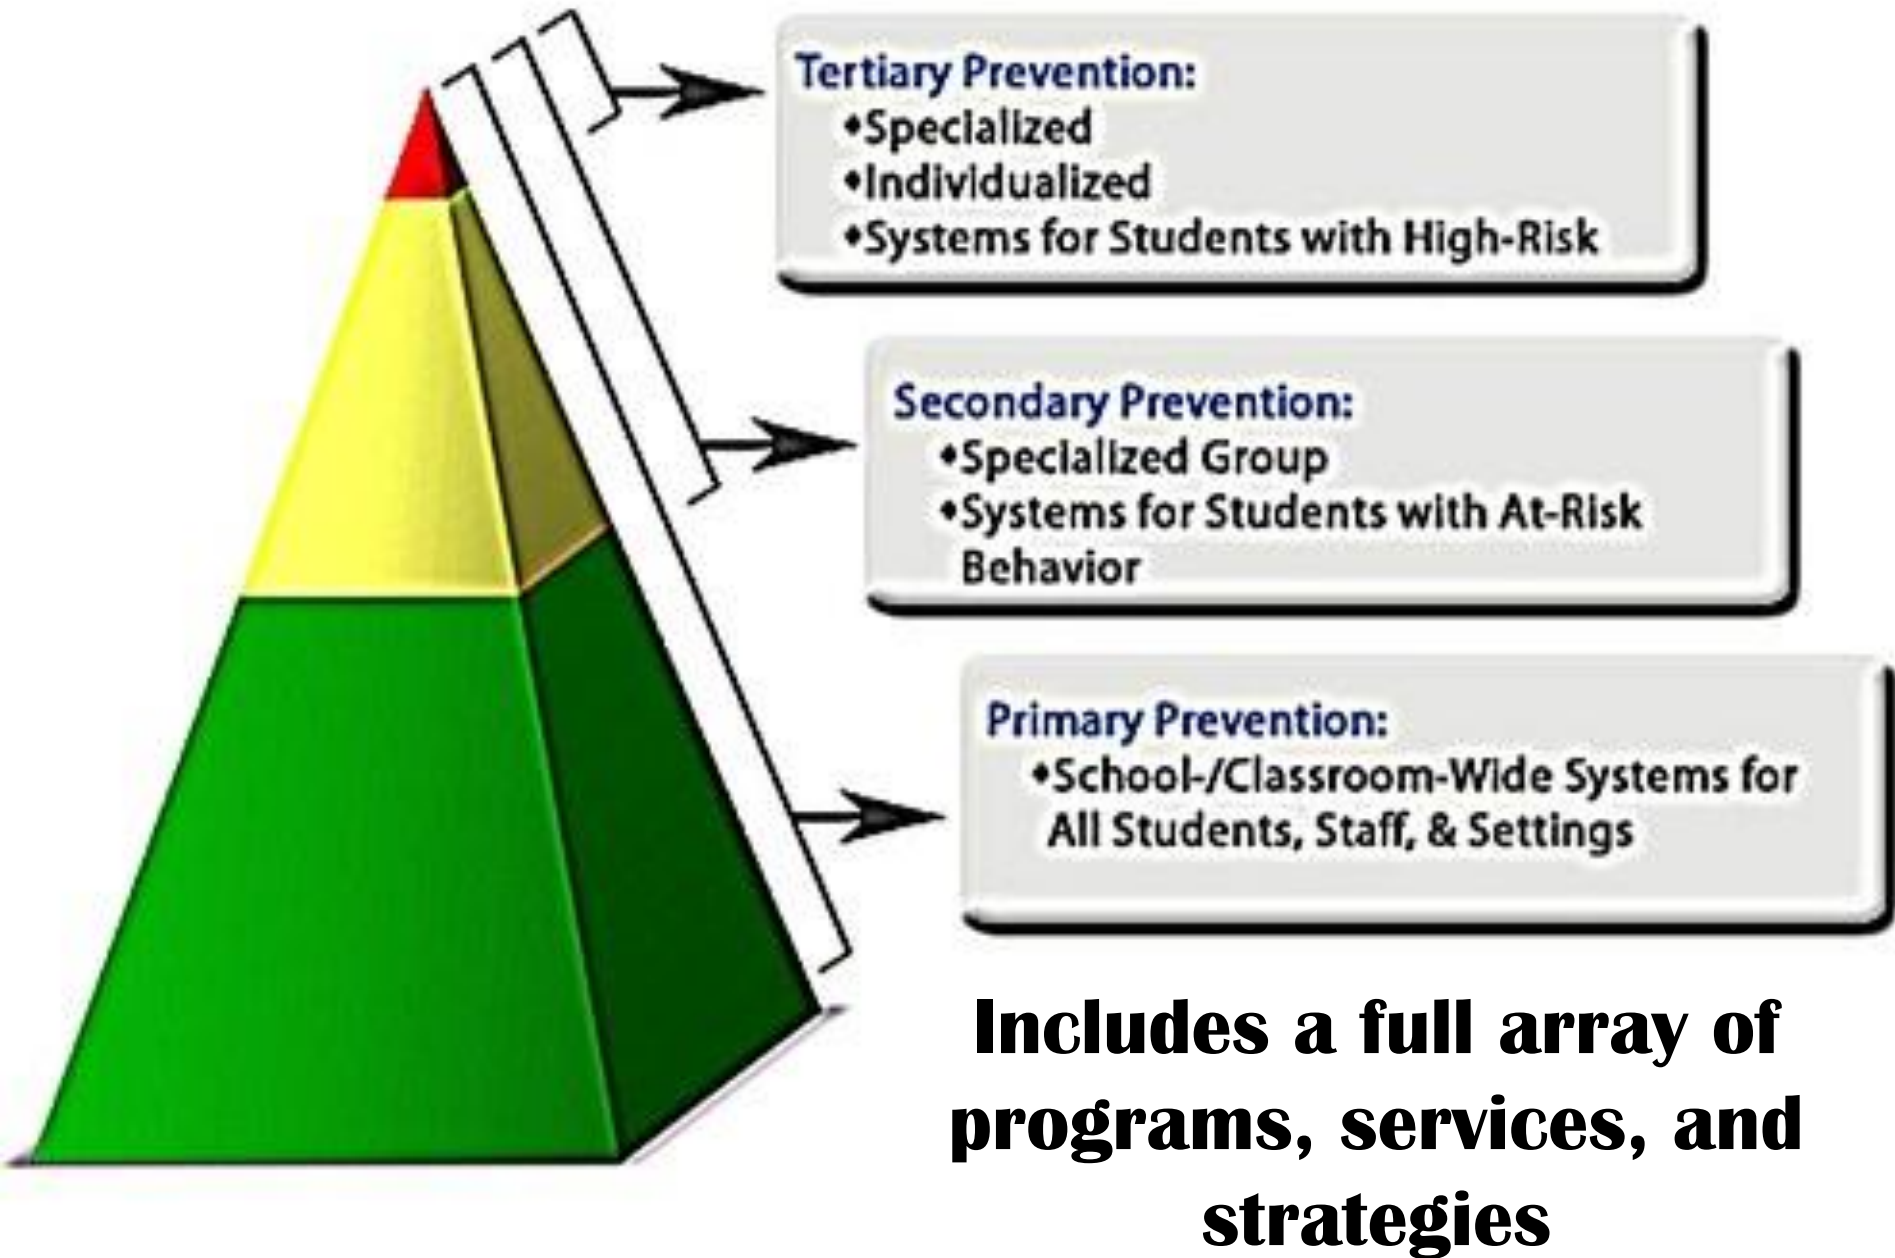 Tertiary Prevention:
♦Specialized
♦Individualized
♦Systems for Students with High-Risk
Secondary Prevention:
♦Specialized Group
♦Systems for Students with At-Risk
Behavior
Primary Prevention:
♦School-/Classroom-Wide Systems for
All Students, Staff, & Settings
Includes a full array of
programs, services, and
strategies